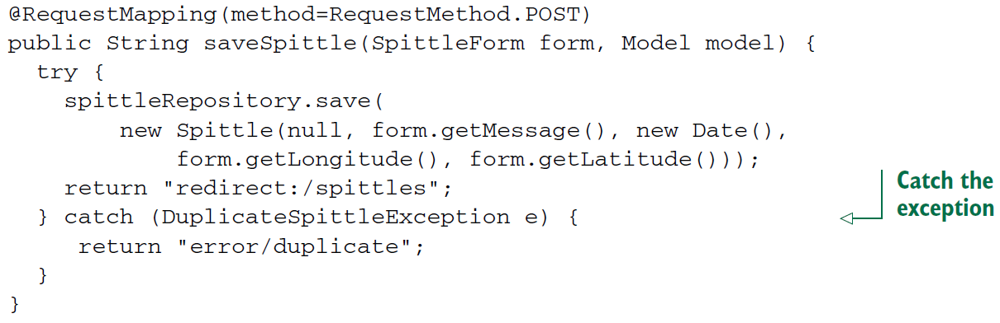 @RequestMapping(method=RequestMethod.POST)
public String saveSpittle(SpittleForm form, Model model) {
  try {
    spittleRepository.save(
        new Spittle(null, form.getMessage(), new Date(),
            form.getLongitude(), form.getLatitude()));
    return "redirect:/spittles";
  } catch (DuplicateSpittleException e) {
     return "error/duplicate";
  }
}
Catch the
exception